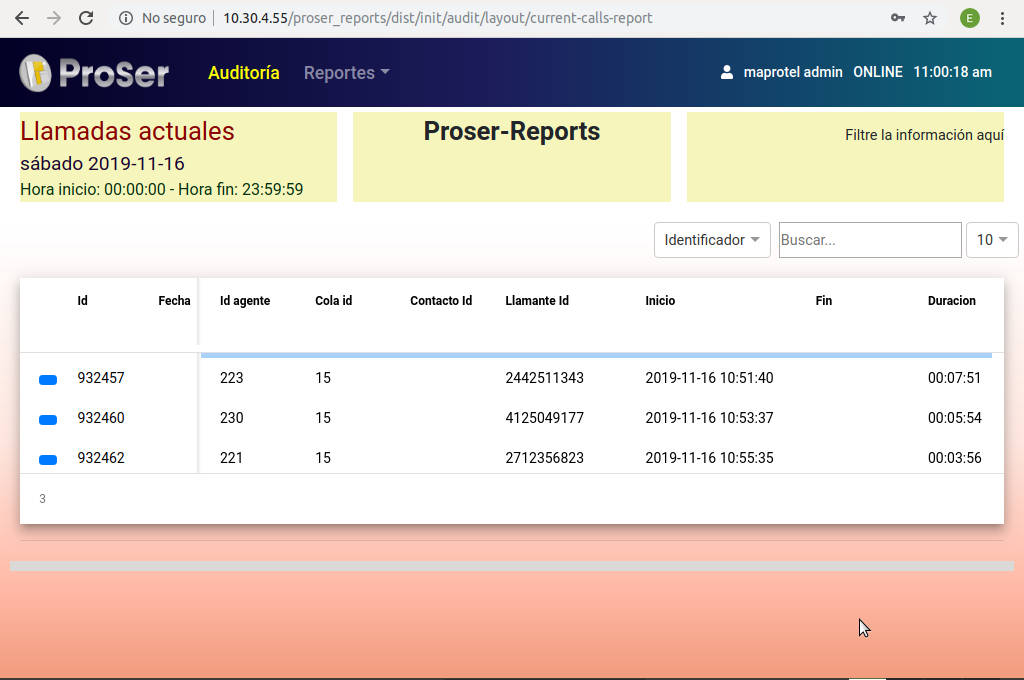 No seguro 10.30.4.55/proser_reports/dist/init/audit/layout/current-calls-report E
ProSer Auditoría Reportes maprotel admin ONLINE 11:00:18 am
Llamadas actuales
sábado 2019-11-16
Hora inicio: 00:00:00 - Hora fin: 23:59:59
Proser-Reports
Filtre la información aquí
Identificador Buscar... 10
Id Fecha Id agente Cola id Contacto Id Llamante Id Inicio Fin Duracion
932457 223 15 2442511343 2019-11-16 10:51:40 00:07:51
932460 230 15 4125049177 2019-11-16 10:53:37 00:05:54
932462 221 15 2712356823 2019-11-16 10:55:35 00:03:56
3